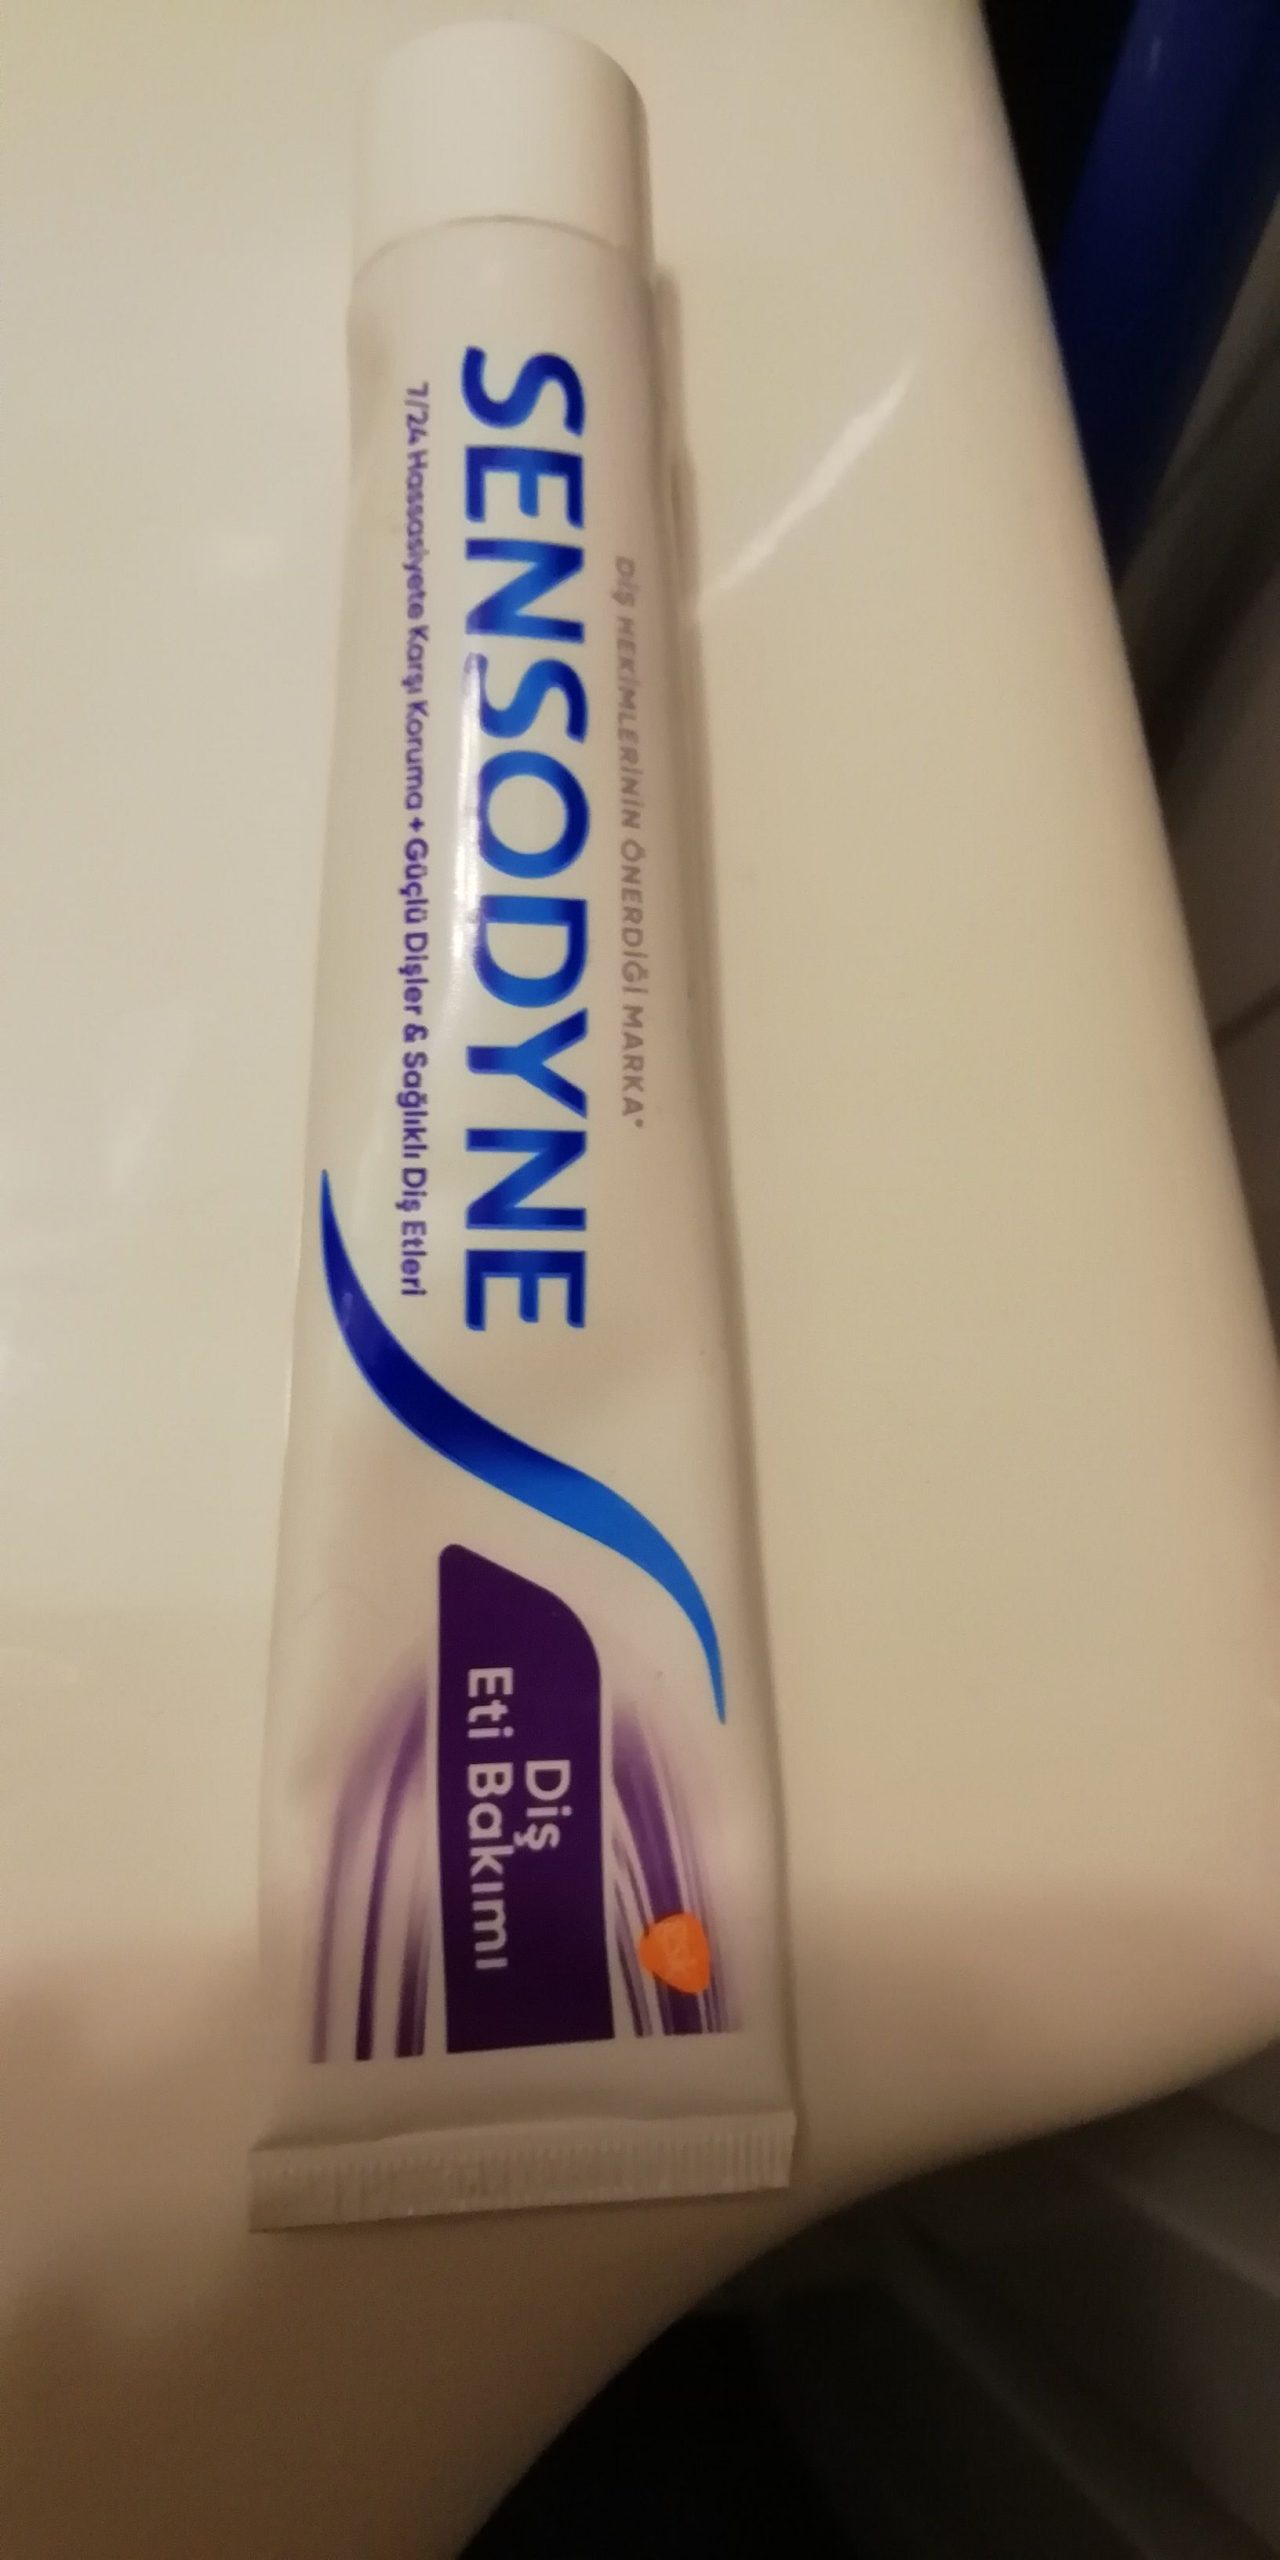 DİŞ HEKİMLERİNİN ÖNERDİĞİ MARKA*
SENSODYNE
7/24 Hassasiyete Karşı Koruma + Güçlü Dişler & Sağlıklı Diş Etleri
Diş
Eti Bakımı
gsk